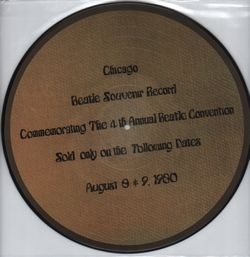 Chicago
Beatle Souvenir Record
Commemorating The 4th Annual Beatle Convention
Sold only on the Following Dates
August 8 & 9, 1980